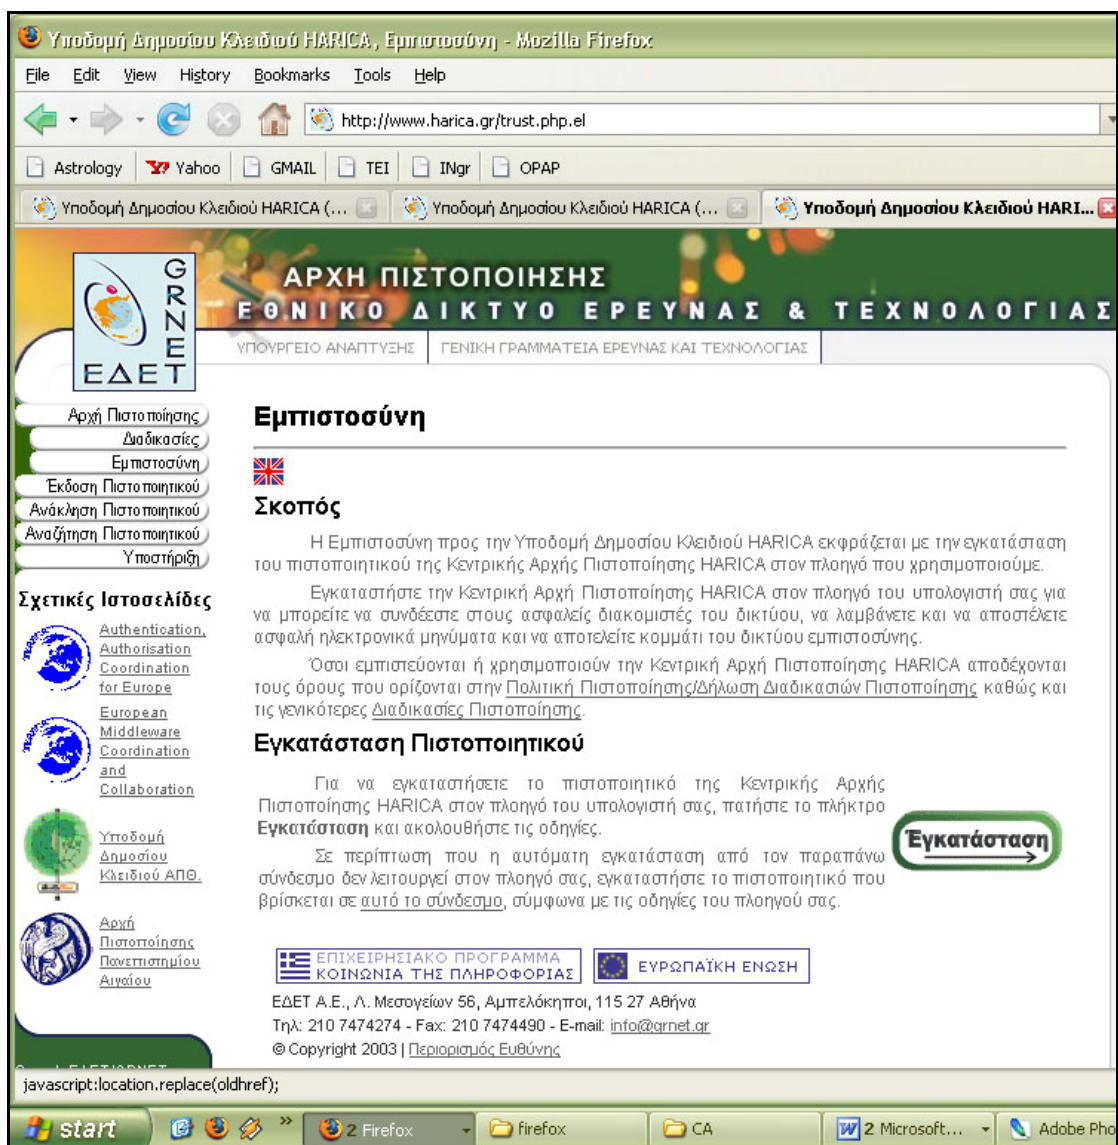 Υποδομή Δημοσίου Κλειδιού HARICA, Εμπιστοσύνη - Mozilla Firefox
File Edit View History Bookmarks Tools Help
http://www.harica.gr/trust.php.el
Astrology Yahoo GMAIL TEI INgr OPAP
Υποδομή Δημοσίου Κλειδιού HARICA (... Υποδομή Δημοσίου Κλειδιού HARICA (... Υποδομή Δημοσίου Κλειδιού HARI...
GRNET
ΕΔΕΤ
ΑΡΧΗ ΠΙΣΤΟΠΟΙΗΣΗΣ
ΕΘΝΙΚΟ ΔΙΚΤΥΟ ΕΡΕΥΝΑΣ & ΤΕΧΝΟΛΟΓΙΑΣ
ΥΠΟΥΡΓΕΙΟ ΑΝΑΠΤΥΞΗΣ ΓΕΝΙΚΗ ΓΡΑΜΜΑΤΕΙΑ ΕΡΕΥΝΑΣ ΚΑΙ ΤΕΧΝΟΛΟΓΙΑΣ
Αρχή Πιστοποίησης
Διαδικασίες
Εμπιστοσύνη
Έκδοση Πιστοποιητικού
Ανάκληση Πιστοποιητικού
Αναζήτηση Πιστοποιητικού
Υποστήριξη
Σχετικές Ιστοσελίδες
Authentication,
Authorisation
Coordination
for Europe
European
Middleware
Coordination
and
Collaboration
Υποδομή
Δημοσίου
Κλειδιού ΑΠΘ.
Αρχή
Πιστοποίησης
Πανεπιστημίου
Αιγαίου
Εμπιστοσύνη
Σκοπός
Η Εμπιστοσύνη προς την Υποδομή Δημοσίου Κλειδιού HARICA εκφράζεται με την εγκατάσταση
του πιστοποιητικού της Κεντρικής Αρχής Πιστοποίησης HARICA στον πλοηγό που χρησιμοποιούμε.
Εγκαταστήστε την Κεντρική Αρχή Πιστοποίησης HARICA στον πλοηγό του υπολογιστή σας για
να μπορείτε να συνδέεστε στους ασφαλείς διακομιστές του δικτύου, να λαμβάνετε και να αποστέλετε
ασφαλή ηλεκτρονικά μηνύματα και να αποτελείτε κομμάτι του δικτύου εμπιστοσύνης.
Όσοι εμπιστεύονται ή χρησιμοποιούν την Κεντρική Αρχή Πιστοποίησης HARICA αποδέχονται
τους όρους που ορίζονται στην Πολιτική Πιστοποίησης/Δήλωση Διαδικασιών Πιστοποίησης καθώς και
τις γενικότερες Διαδικασίες Πιστοποίησης.
Εγκατάσταση Πιστοποιητικού
Για να εγκαταστήσετε το πιστοποιητικό της Κεντρικής Αρχής
Πιστοποίησης HARICA στον πλοηγό του υπολογιστή σας, πατήστε το πλήκτρο
Εγκατάσταση και ακολουθήστε τις οδηγίες.
Σε περίπτωση που η αυτόματη εγκατάσταση από τον παραπάνω
σύνδεσμο δεν λειτουργεί στον πλοηγό σας, εγκαταστήστε το πιστοποιητικό που
βρίσκεται σε αυτό το σύνδεσμο, σύμφωνα με τις οδηγίες του πλοηγού σας.
Έγκατάσταση
ΕΠΙΧΕΙΡΗΣΙΑΚΟ ΠΡΟΓΡΑΜΜΑ
ΚΟΙΝΩΝΙΑ ΤΗΣ ΠΛΗΡΟΦΟΡΙΑΣ
ΕΥΡΩΠΑΪΚΗ ΕΝΩΣΗ
ΕΔΕΤ Α.Ε., Λ. Μεσογείων 56, Αμπελόκηποι, 115 27 Αθήνα
Τηλ: 210 7474274 - Fax: 210 7474490 - E-mail: info@grnet.gr
© Copyright 2003 | Περιορισμός Ευθύνης
javascript:location.replace(oldhref);
start 2 Firefox firefox CA 2 Microsoft... Adobe Pho